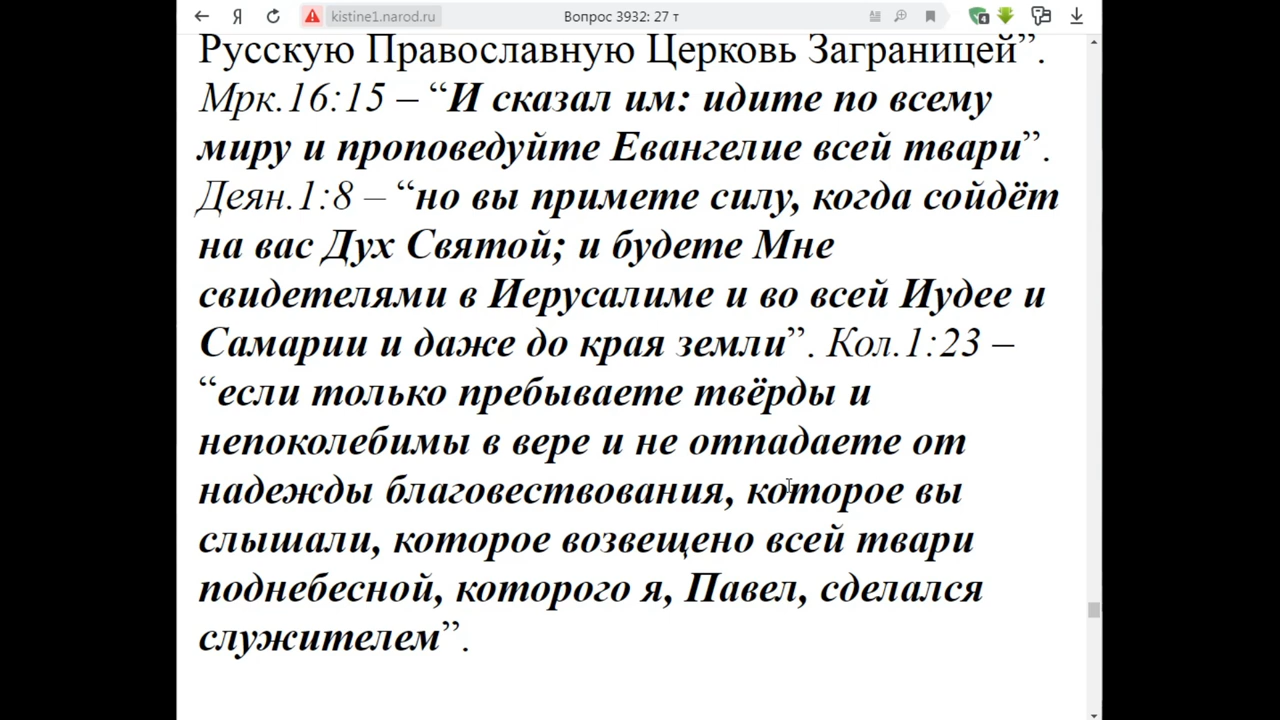 Я
kistine1.narod.ru
Вопрос 3932: 27 т
4
Русскую Православную Церковь Заграницей”.
Мрк.16:15 – “И сказал им: идите по всему
миру и проповедуйте Евангелие всей твари”.
Деян.1:8 – “но вы примете силу, когда сойдёт
на вас Дух Святой; и будете Мне
свидетелями в Иерусалиме и во всей Иудее и
Самарии и даже до края земли”. Кол.1:23 –
“если только пребываете твёрды и
непоколебимы в вере и не отпадаете от
надежды благовествования, которое вы
слышали, которое возвещено всей твари
поднебесной, которого я, Павел, сделался
служителем”.